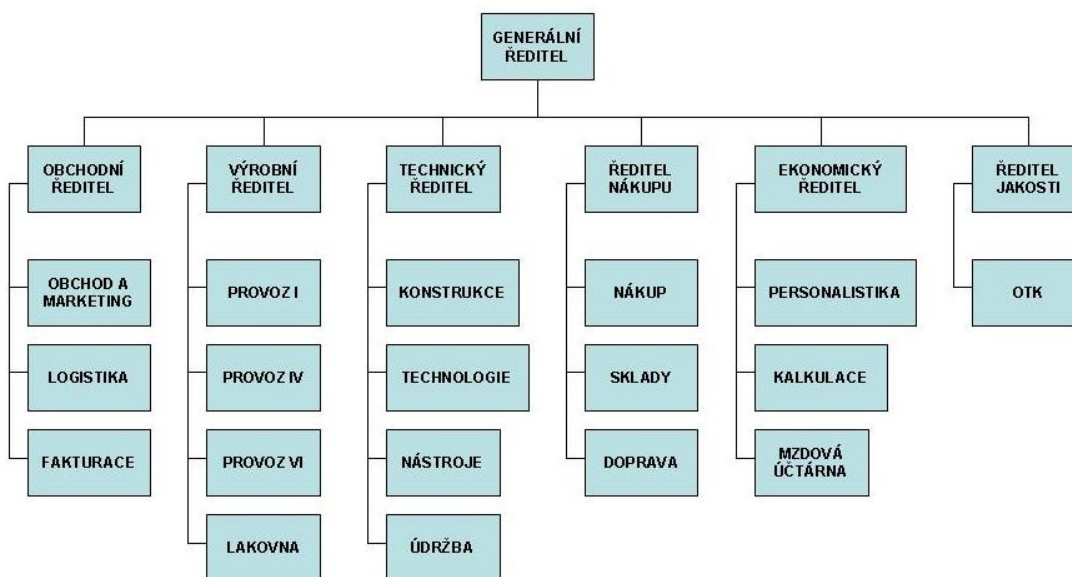 GENERÁLNÍ
ŘEDITEL
OBCHODNÍ
ŘEDITEL
VÝROBNÍ
ŘEDITEL
TECHNICKÝ
ŘEDITEL
ŘEDITEL
NÁKUPU
EKONOMICKÝ
ŘEDITEL
ŘEDITEL
JAKOSTI
OBCHOD A
MARKETING
PROVOZ I
KONSTRUKCE
NÁKUP
PERSONALISTIKA
OTK
LOGISTIKA
PROVOZ IV
TECHNOLOGIE
SKLADY
KALKULACE
FAKTURACE
PROVOZ VI
NÁSTROJE
DOPRAVA
MZDOVÁ
ÚČTÁRNA
LAKOVNA
ÚDRŽBA